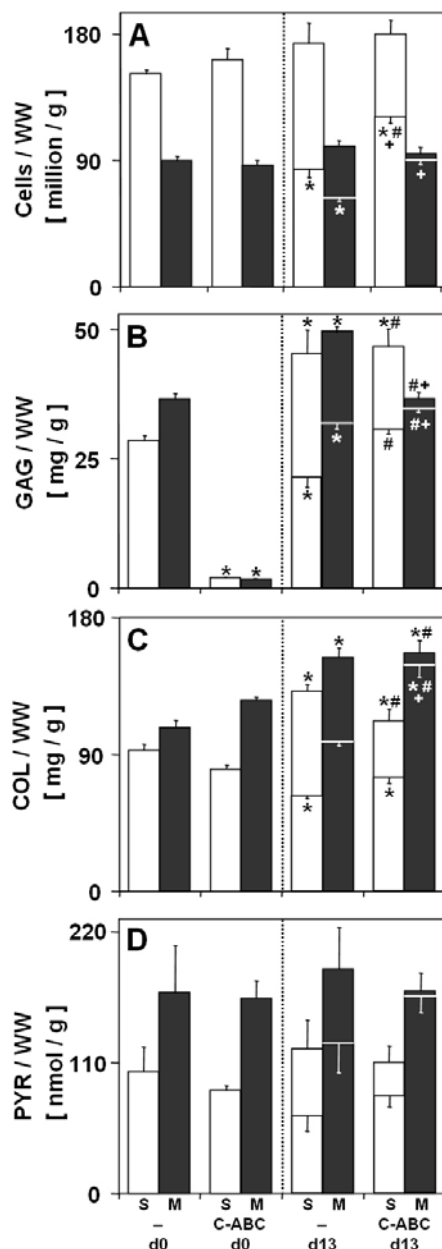 A
180
90
0
Cells / WW
[ million / g ]
* * *# + +
B
50
25
0
GAG / WW
[ mg / g ]
* * * * *# #+
* * # #+
C
180
90
0
COL / WW
[ mg / g ]
* * *# *#
* * *# +
D
220
110
0
PYR / WW
[ nmol / g ]
S M S M S M S M
– C-ABC – C-ABC
d0 d0 d13 d13